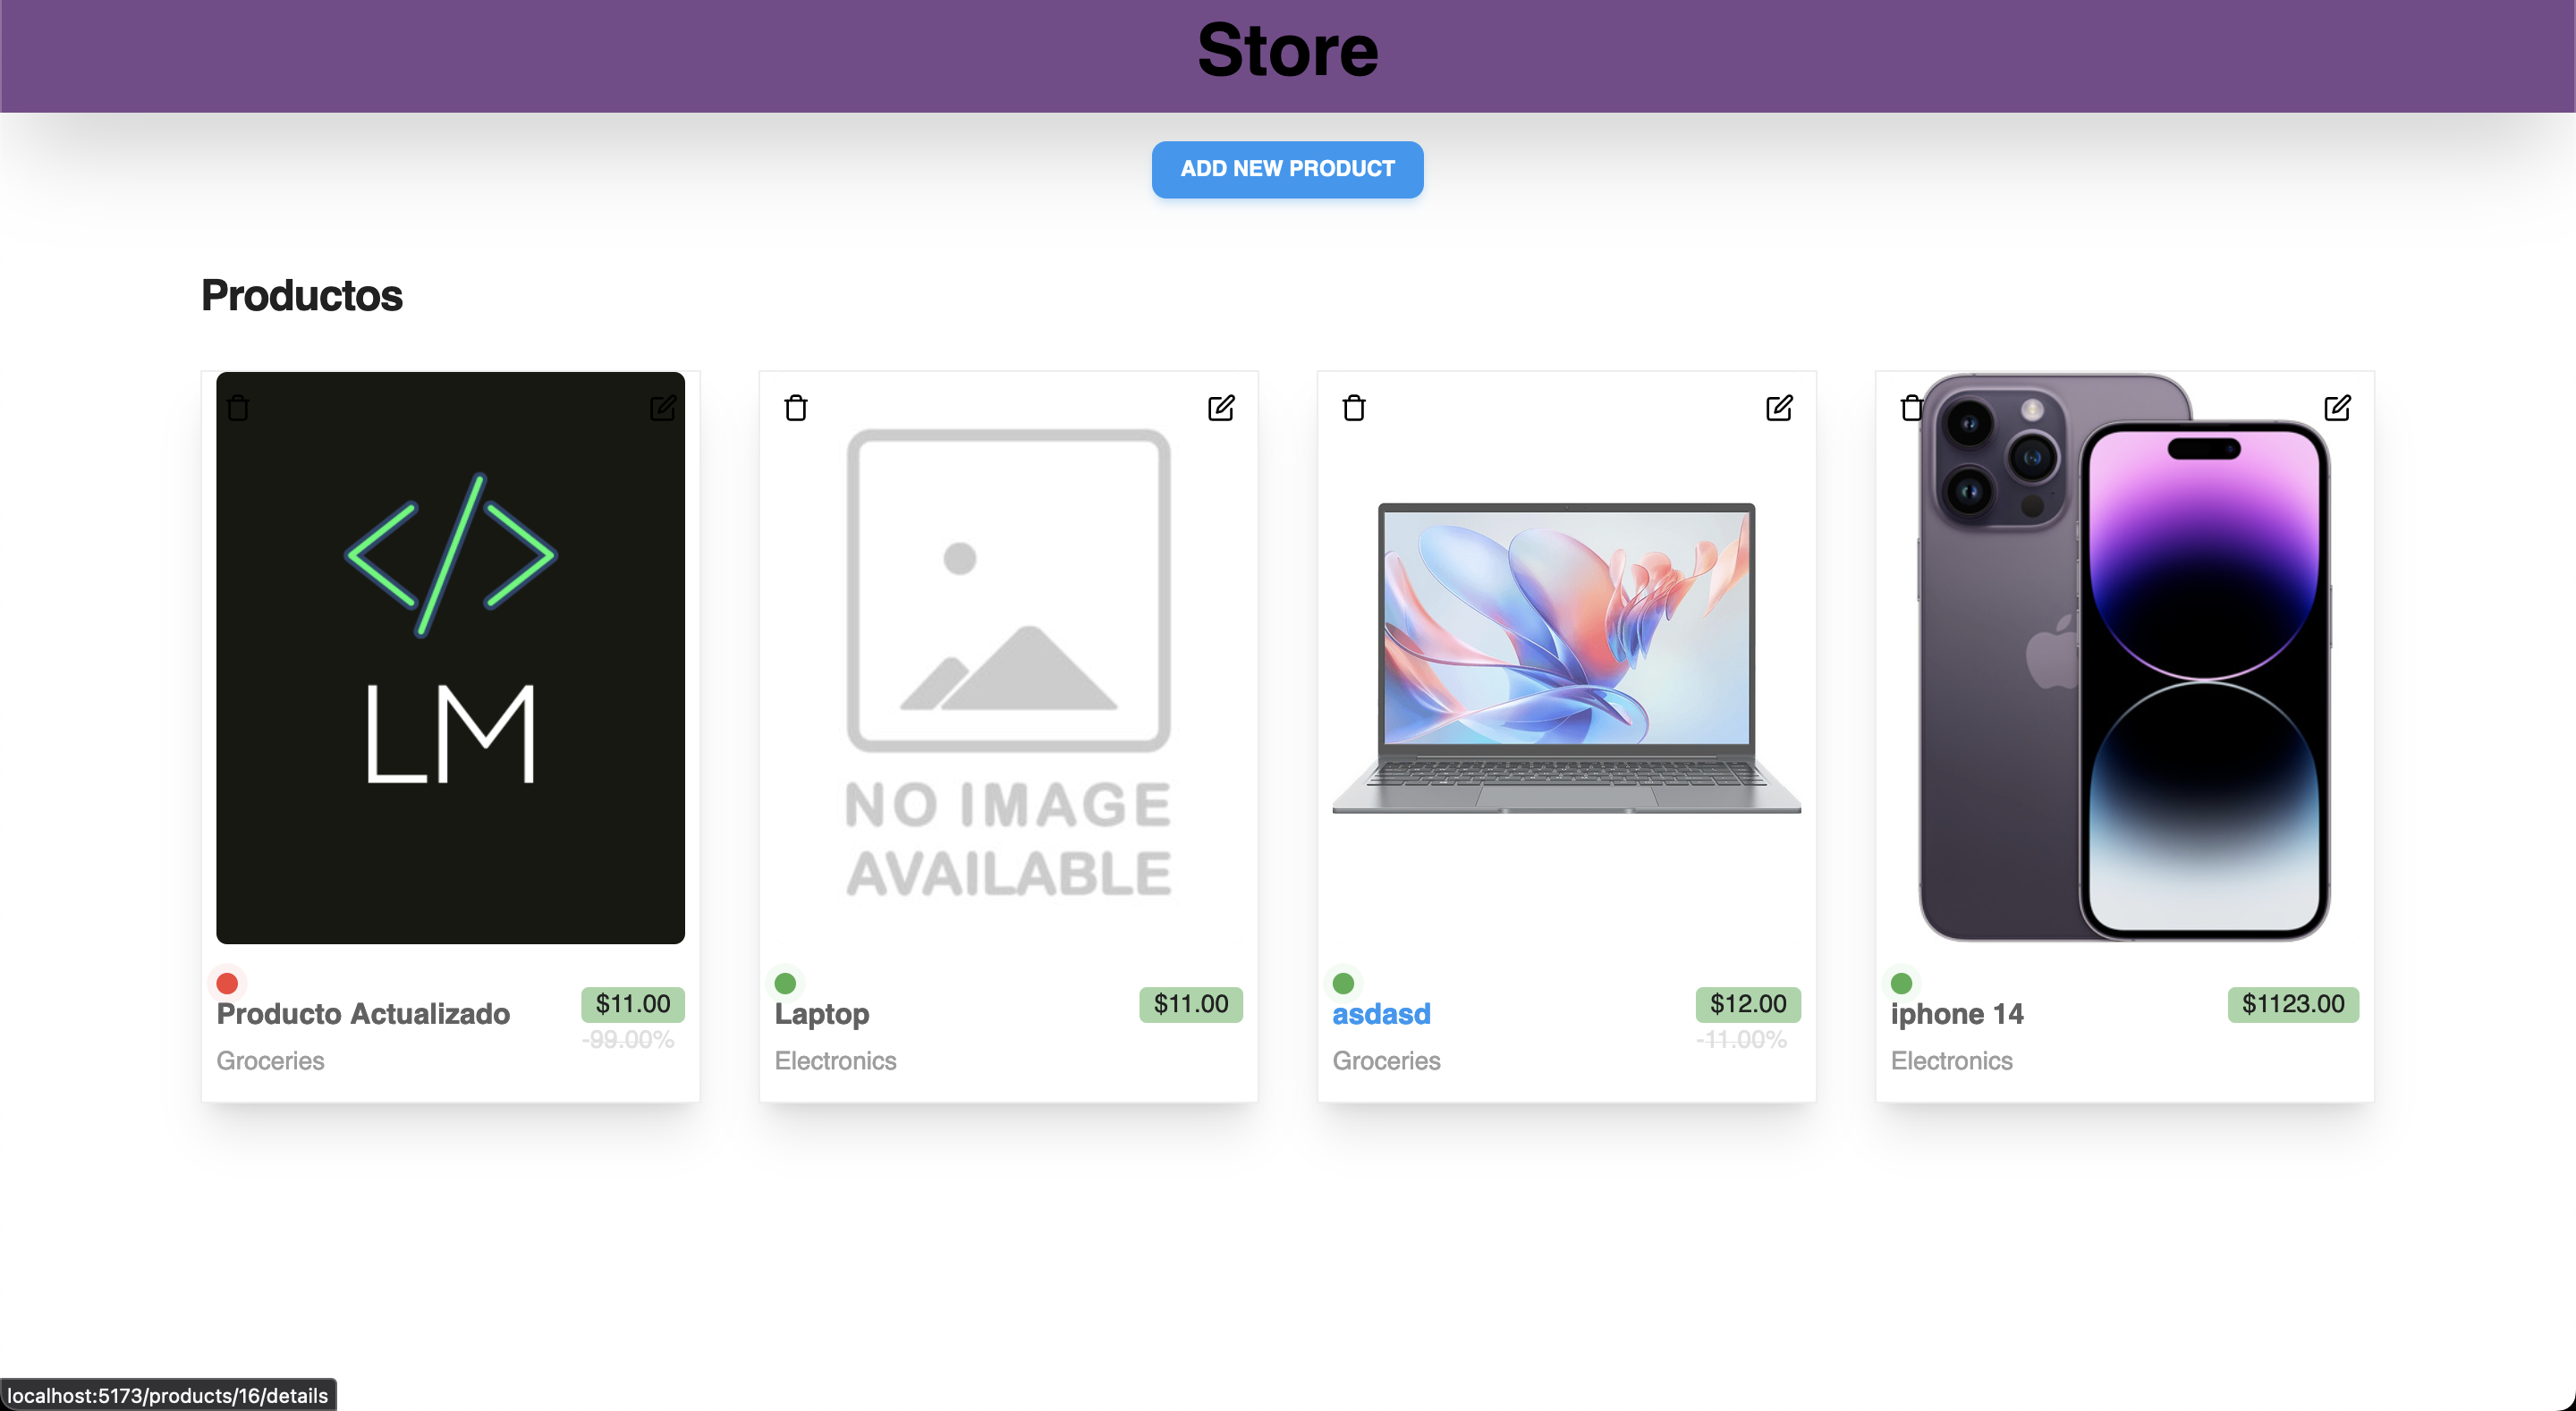 Store
ADD NEW PRODUCT
Productos
LM
NO IMAGE
AVAILABLE
Producto Actualizado
$11.00
-99.00%
Groceries
Laptop
$11.00
Electronics
asdasd
$12.00
-11.00%
Groceries
iphone 14
$1123.00
Electronics
localhost:5173/products/16/details